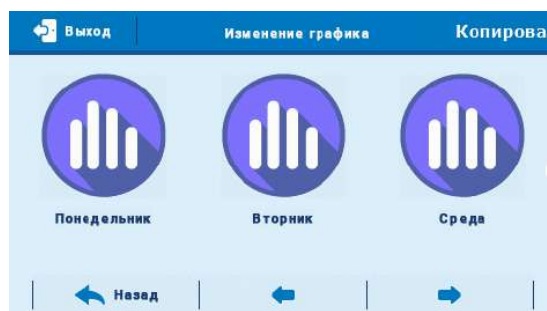 Выход
Изменение графика
Копирова
Понедельник
Вторник
Среда
Назад